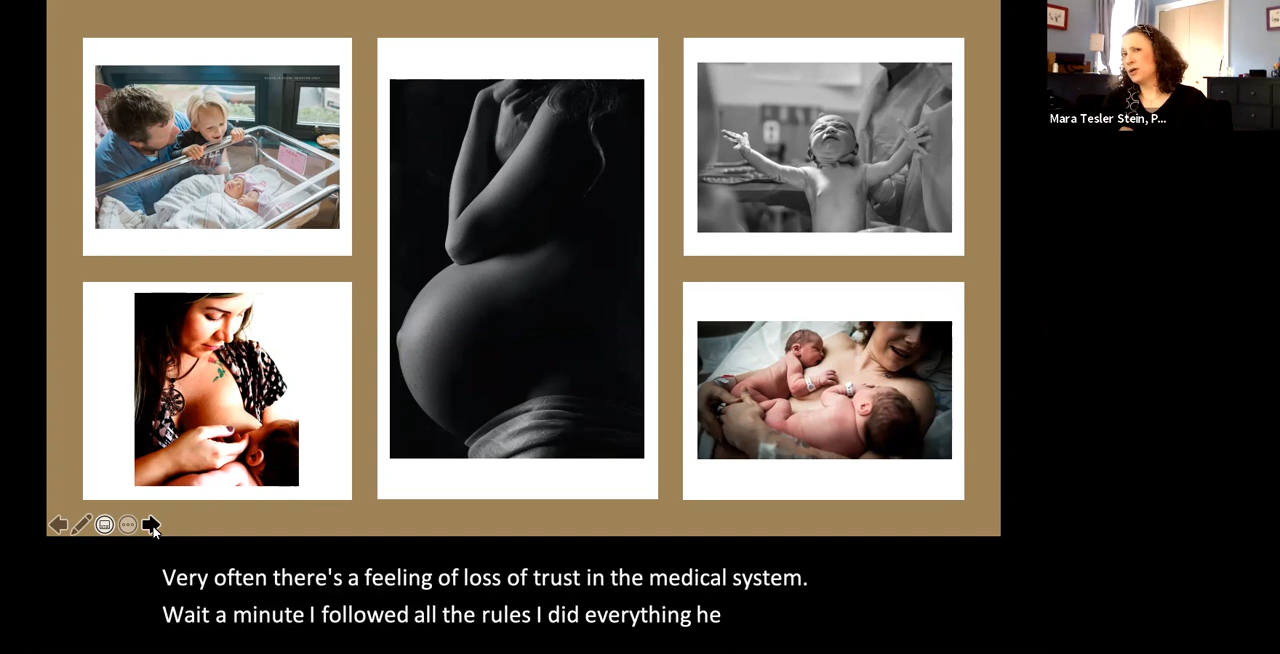 Mara Tesler Stein, P...
Very often there's a feeling of loss of trust in the medical system.
Wait a minute I followed all the rules I did everything he